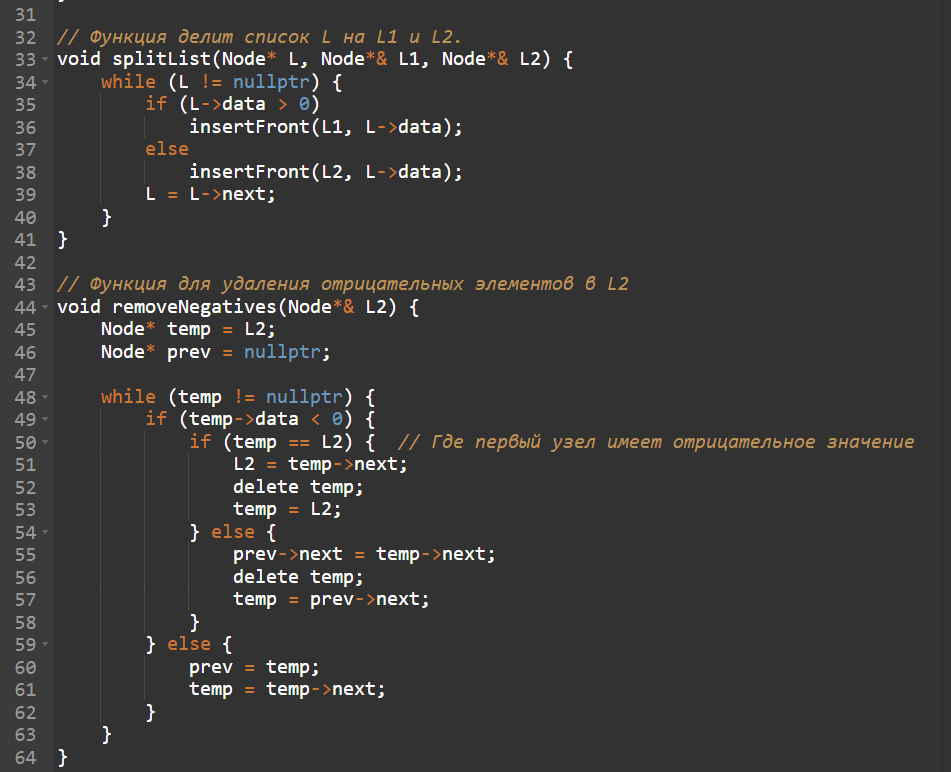 31
32 // Функция делит список L на L1 и L2.
33 void splitList(Node* L, Node*& L1, Node*& L2) {
34     while (L != nullptr) {
35         if (L->data > 0)
36             insertFront(L1, L->data);
37         else
38             insertFront(L2, L->data);
39         L = L->next;
40     }
41 }
42
43 // Функция для удаления отрицательных элементов в L2
44 void removeNegatives(Node*& L2) {
45     Node* temp = L2;
46     Node* prev = nullptr;
47
48     while (temp != nullptr) {
49         if (temp->data < 0) {
50             if (temp == L2) {  // Где первый узел имеет отрицательное значение
51                 L2 = temp->next;
52                 delete temp;
53                 temp = L2;
54             } else {
55                 prev->next = temp->next;
56                 delete temp;
57                 temp = prev->next;
58             }
59         } else {
60             prev = temp;
61             temp = temp->next;
62         }
63     }
64 }